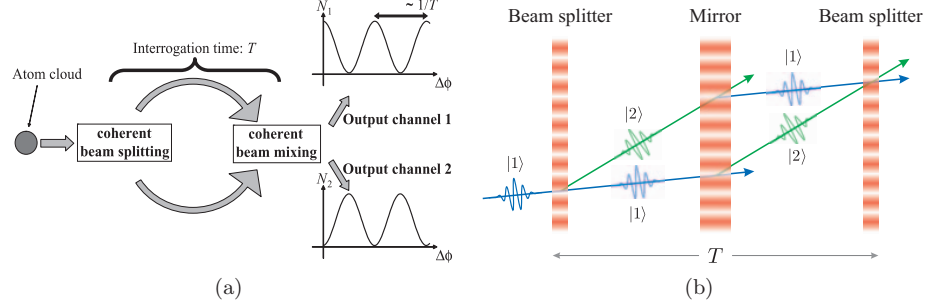 N₁
~ 1/T
Δϕ
Interrogation time: T
Atom cloud
coherent
beam splitting
coherent
beam mixing
Output channel 1
Output channel 2
N₂
Δϕ
(a)
Beam splitter
Mirror
Beam splitter
|1⟩
|2⟩
|1⟩
|1⟩
|2⟩
T
(b)